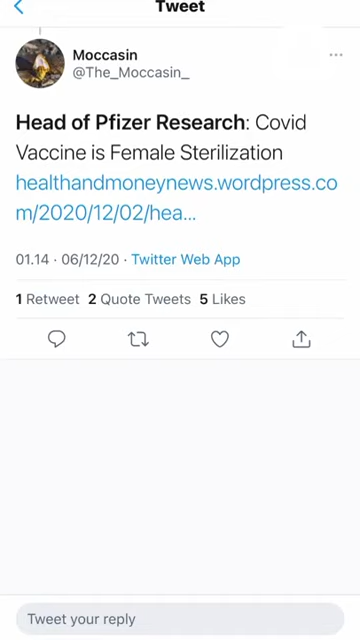 Tweet
Moccasin
@The_Moccasin_
Head of Pfizer Research: Covid
Vaccine is Female Sterilization
healthandmoneynews.wordpress.co
m/2020/12/02/hea...
01.14 · 06/12/20 · Twitter Web App
1 Retweet 2 Quote Tweets 5 Likes
Tweet your reply